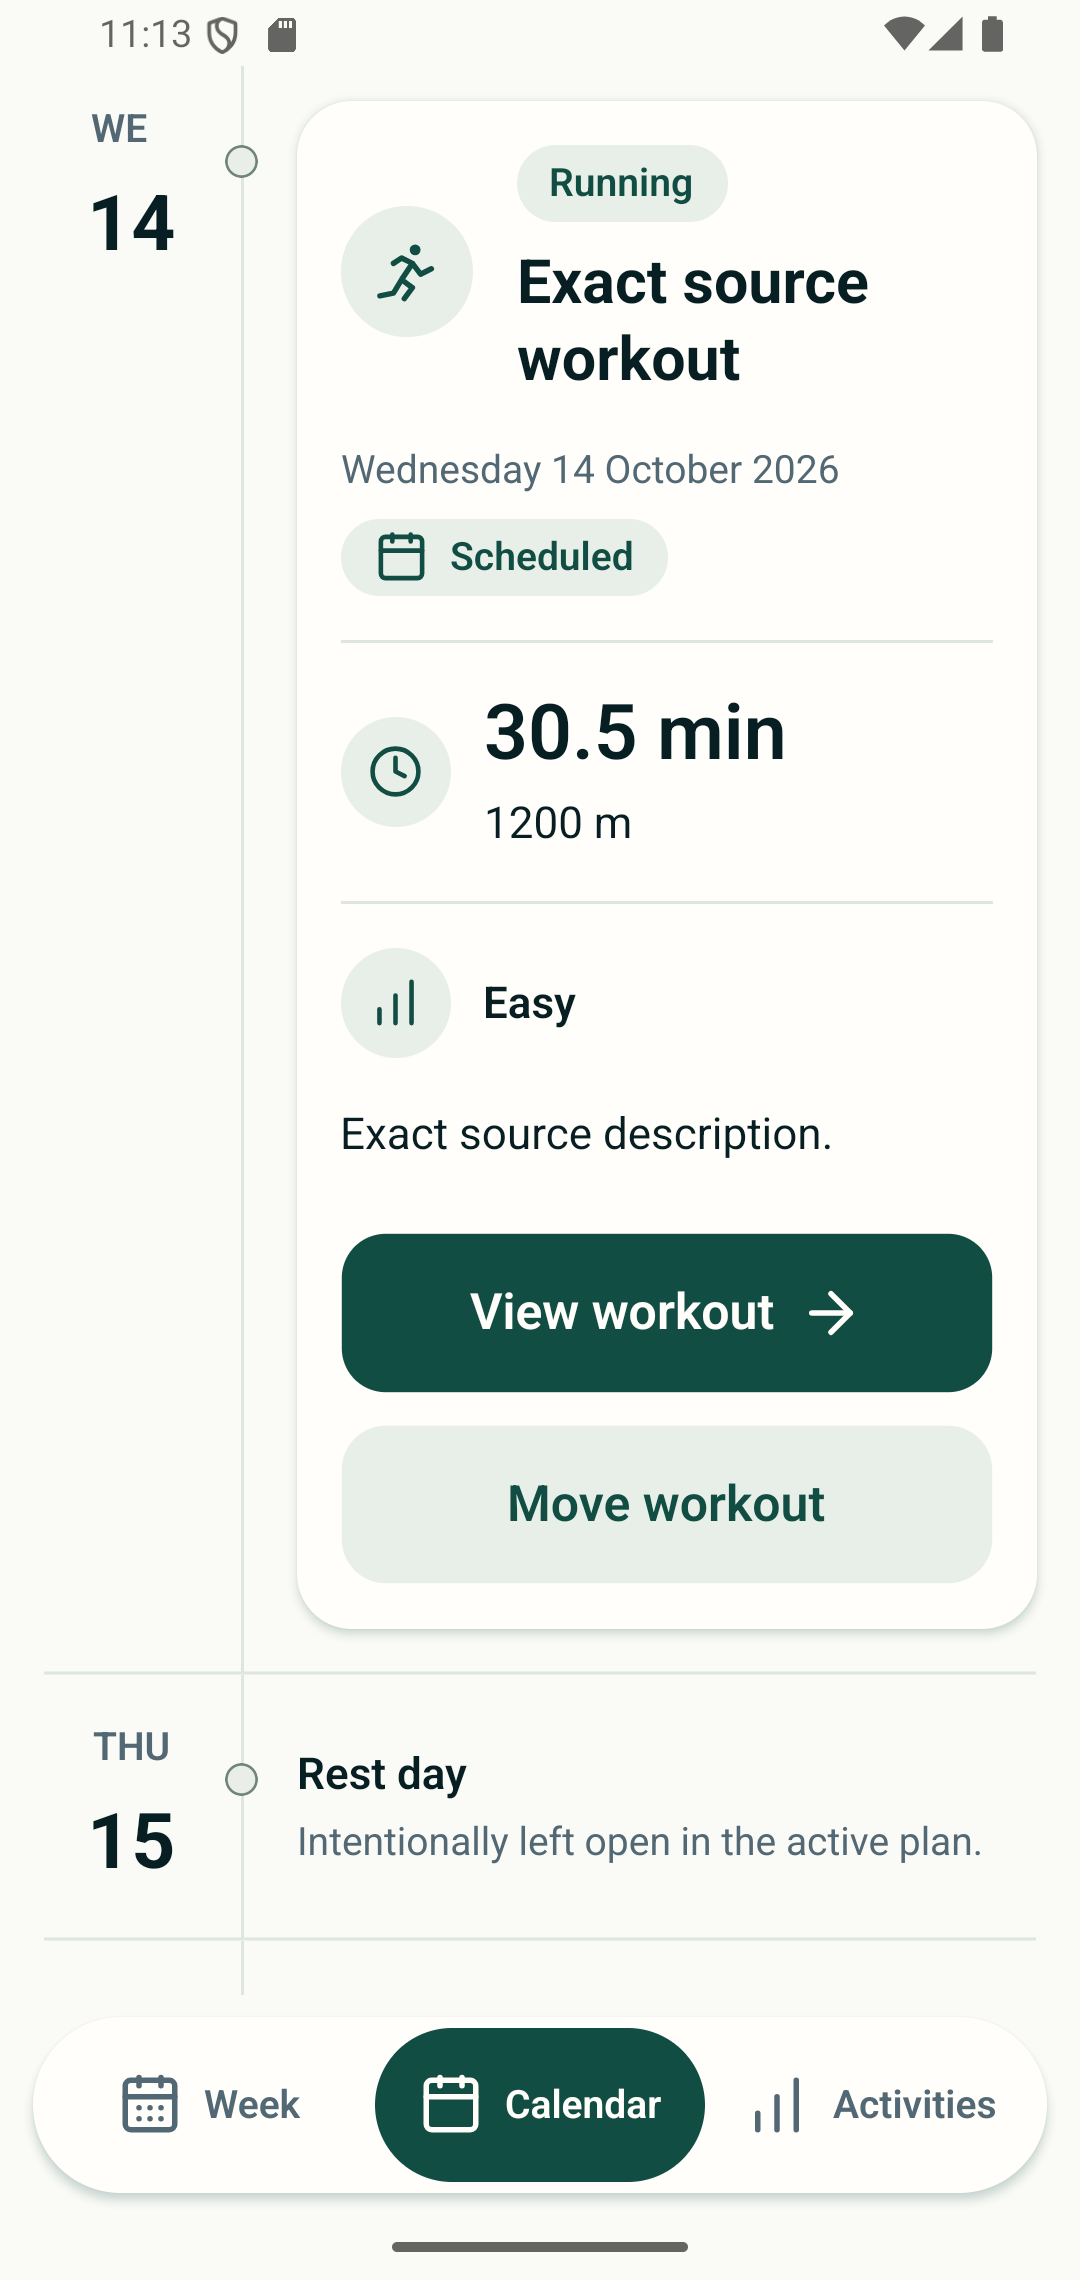 11:13
WE
14
Running
Exact source
workout
Wednesday 14 October 2026
Scheduled
30.5 min
1200 m
Easy
Exact source description.
View workout
Move workout
THU
15
Rest day
Intentionally left open in the active plan.
Week
Calendar
Activities